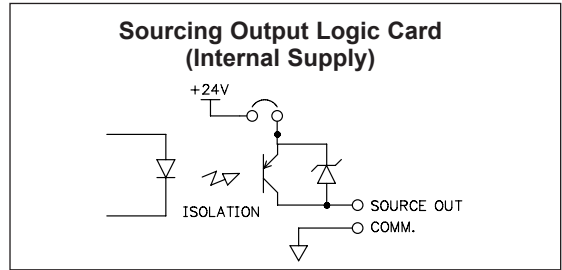 Sourcing Output Logic Card
(Internal Supply)
+24V
ISOLATION
SOURCE OUT
COMM.